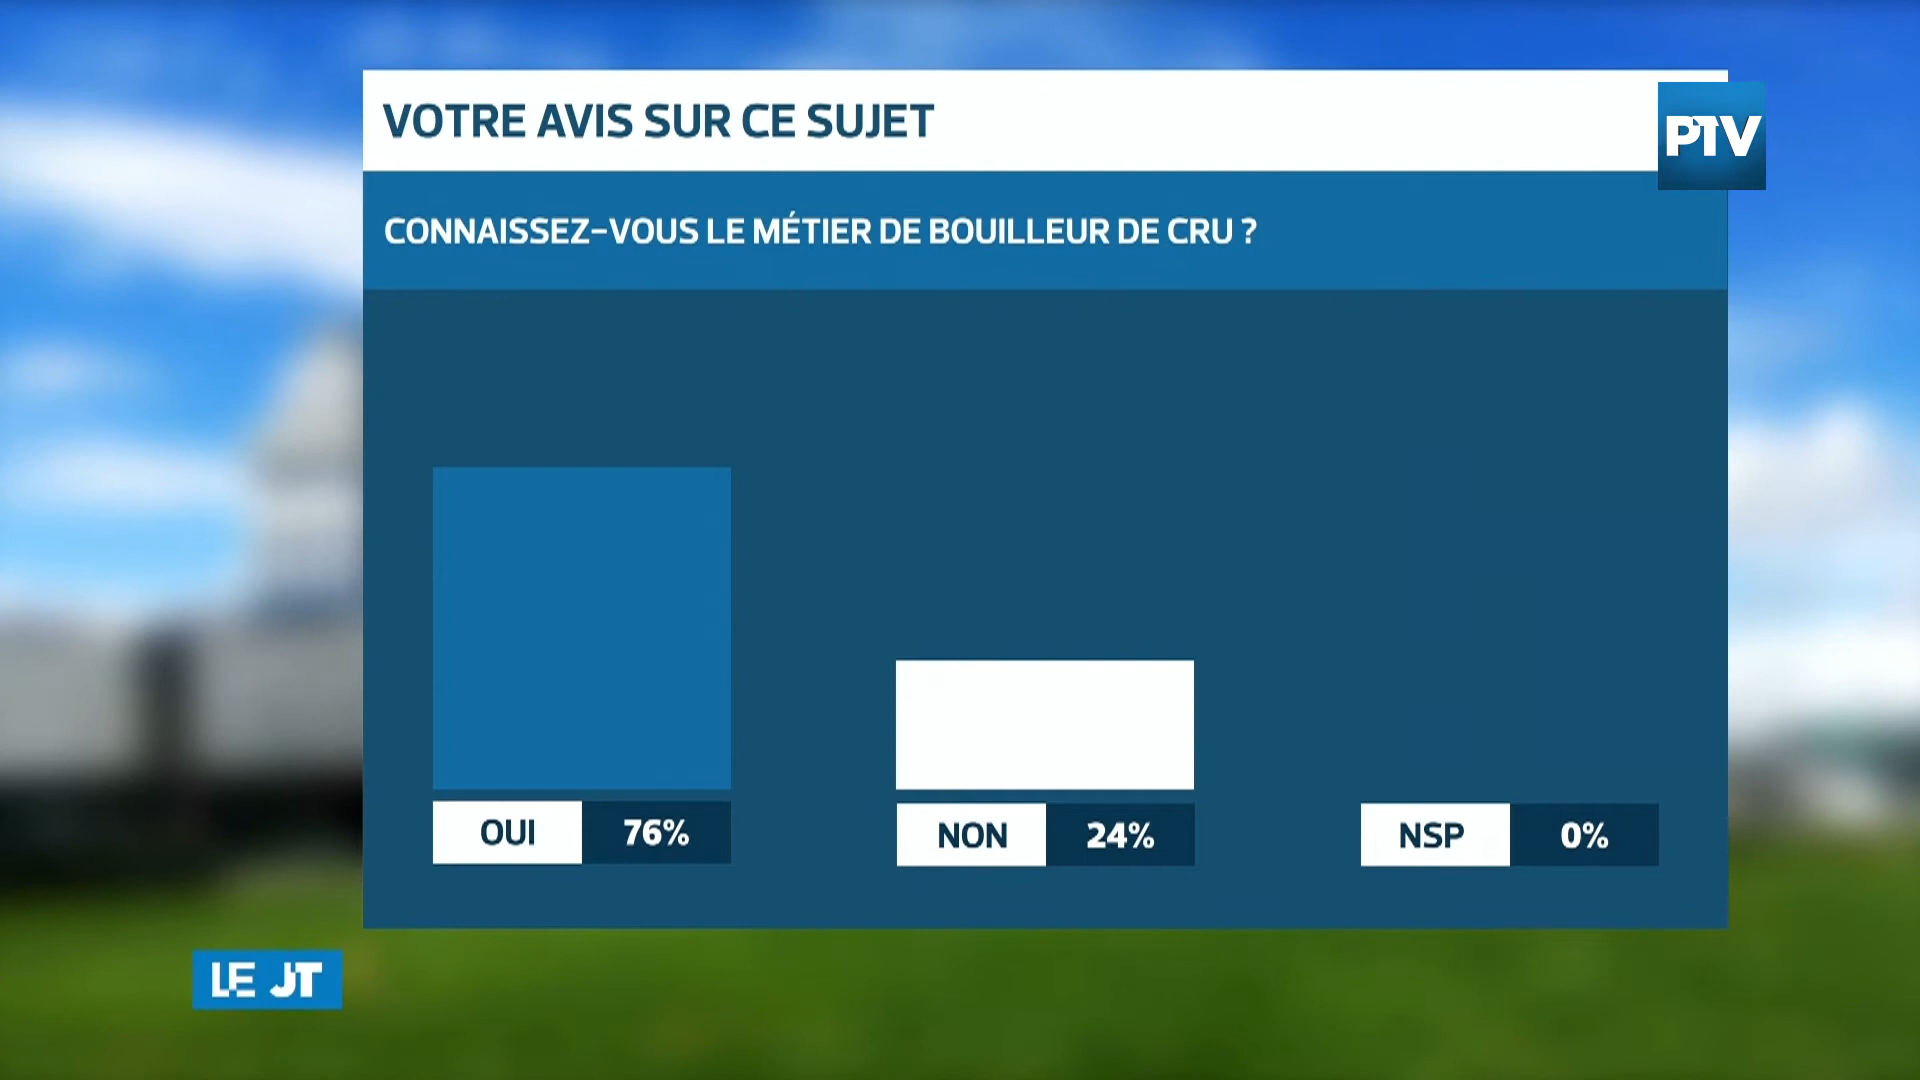 VOTRE AVIS SUR CE SUJET
PTV
CONNAISSEZ-VOUS LE MÉTIER DE BOUILLEUR DE CRU ?
OUI 76%
NON 24%
NSP 0%
LE JT